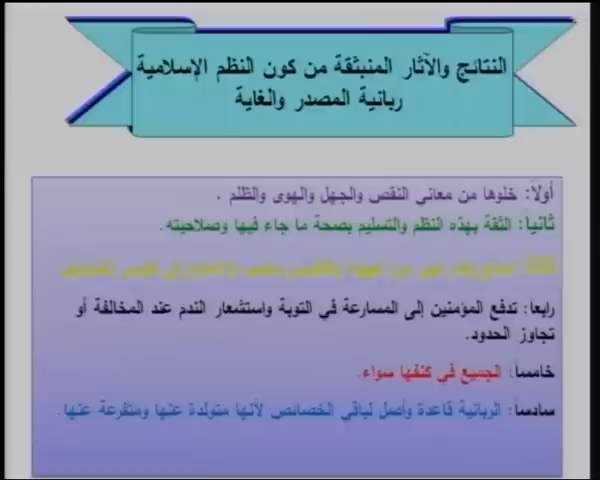 النتائج والآثار المنبثقة من كون النظم الإسلامية
ربانية المصدر والغاية
أولاً: خلوها من معاني النقص والجهل والهوى والظلم .
ثانياً: الثقة بهذه النظم والتسليم بصحة ما جاء فيها وصلاحيته.
رابعاً: تدفع المؤمنين إلى المسارعة في التوبة واستشعار الندم عند المخالفة أو
تجاوز الحدود.
خامساً: الجميع في كنفها سواء.
سادساً: الربانية قاعدة وأصل لباقي الخصائص لأنها متولدة عنها ومتفرعة عنها.